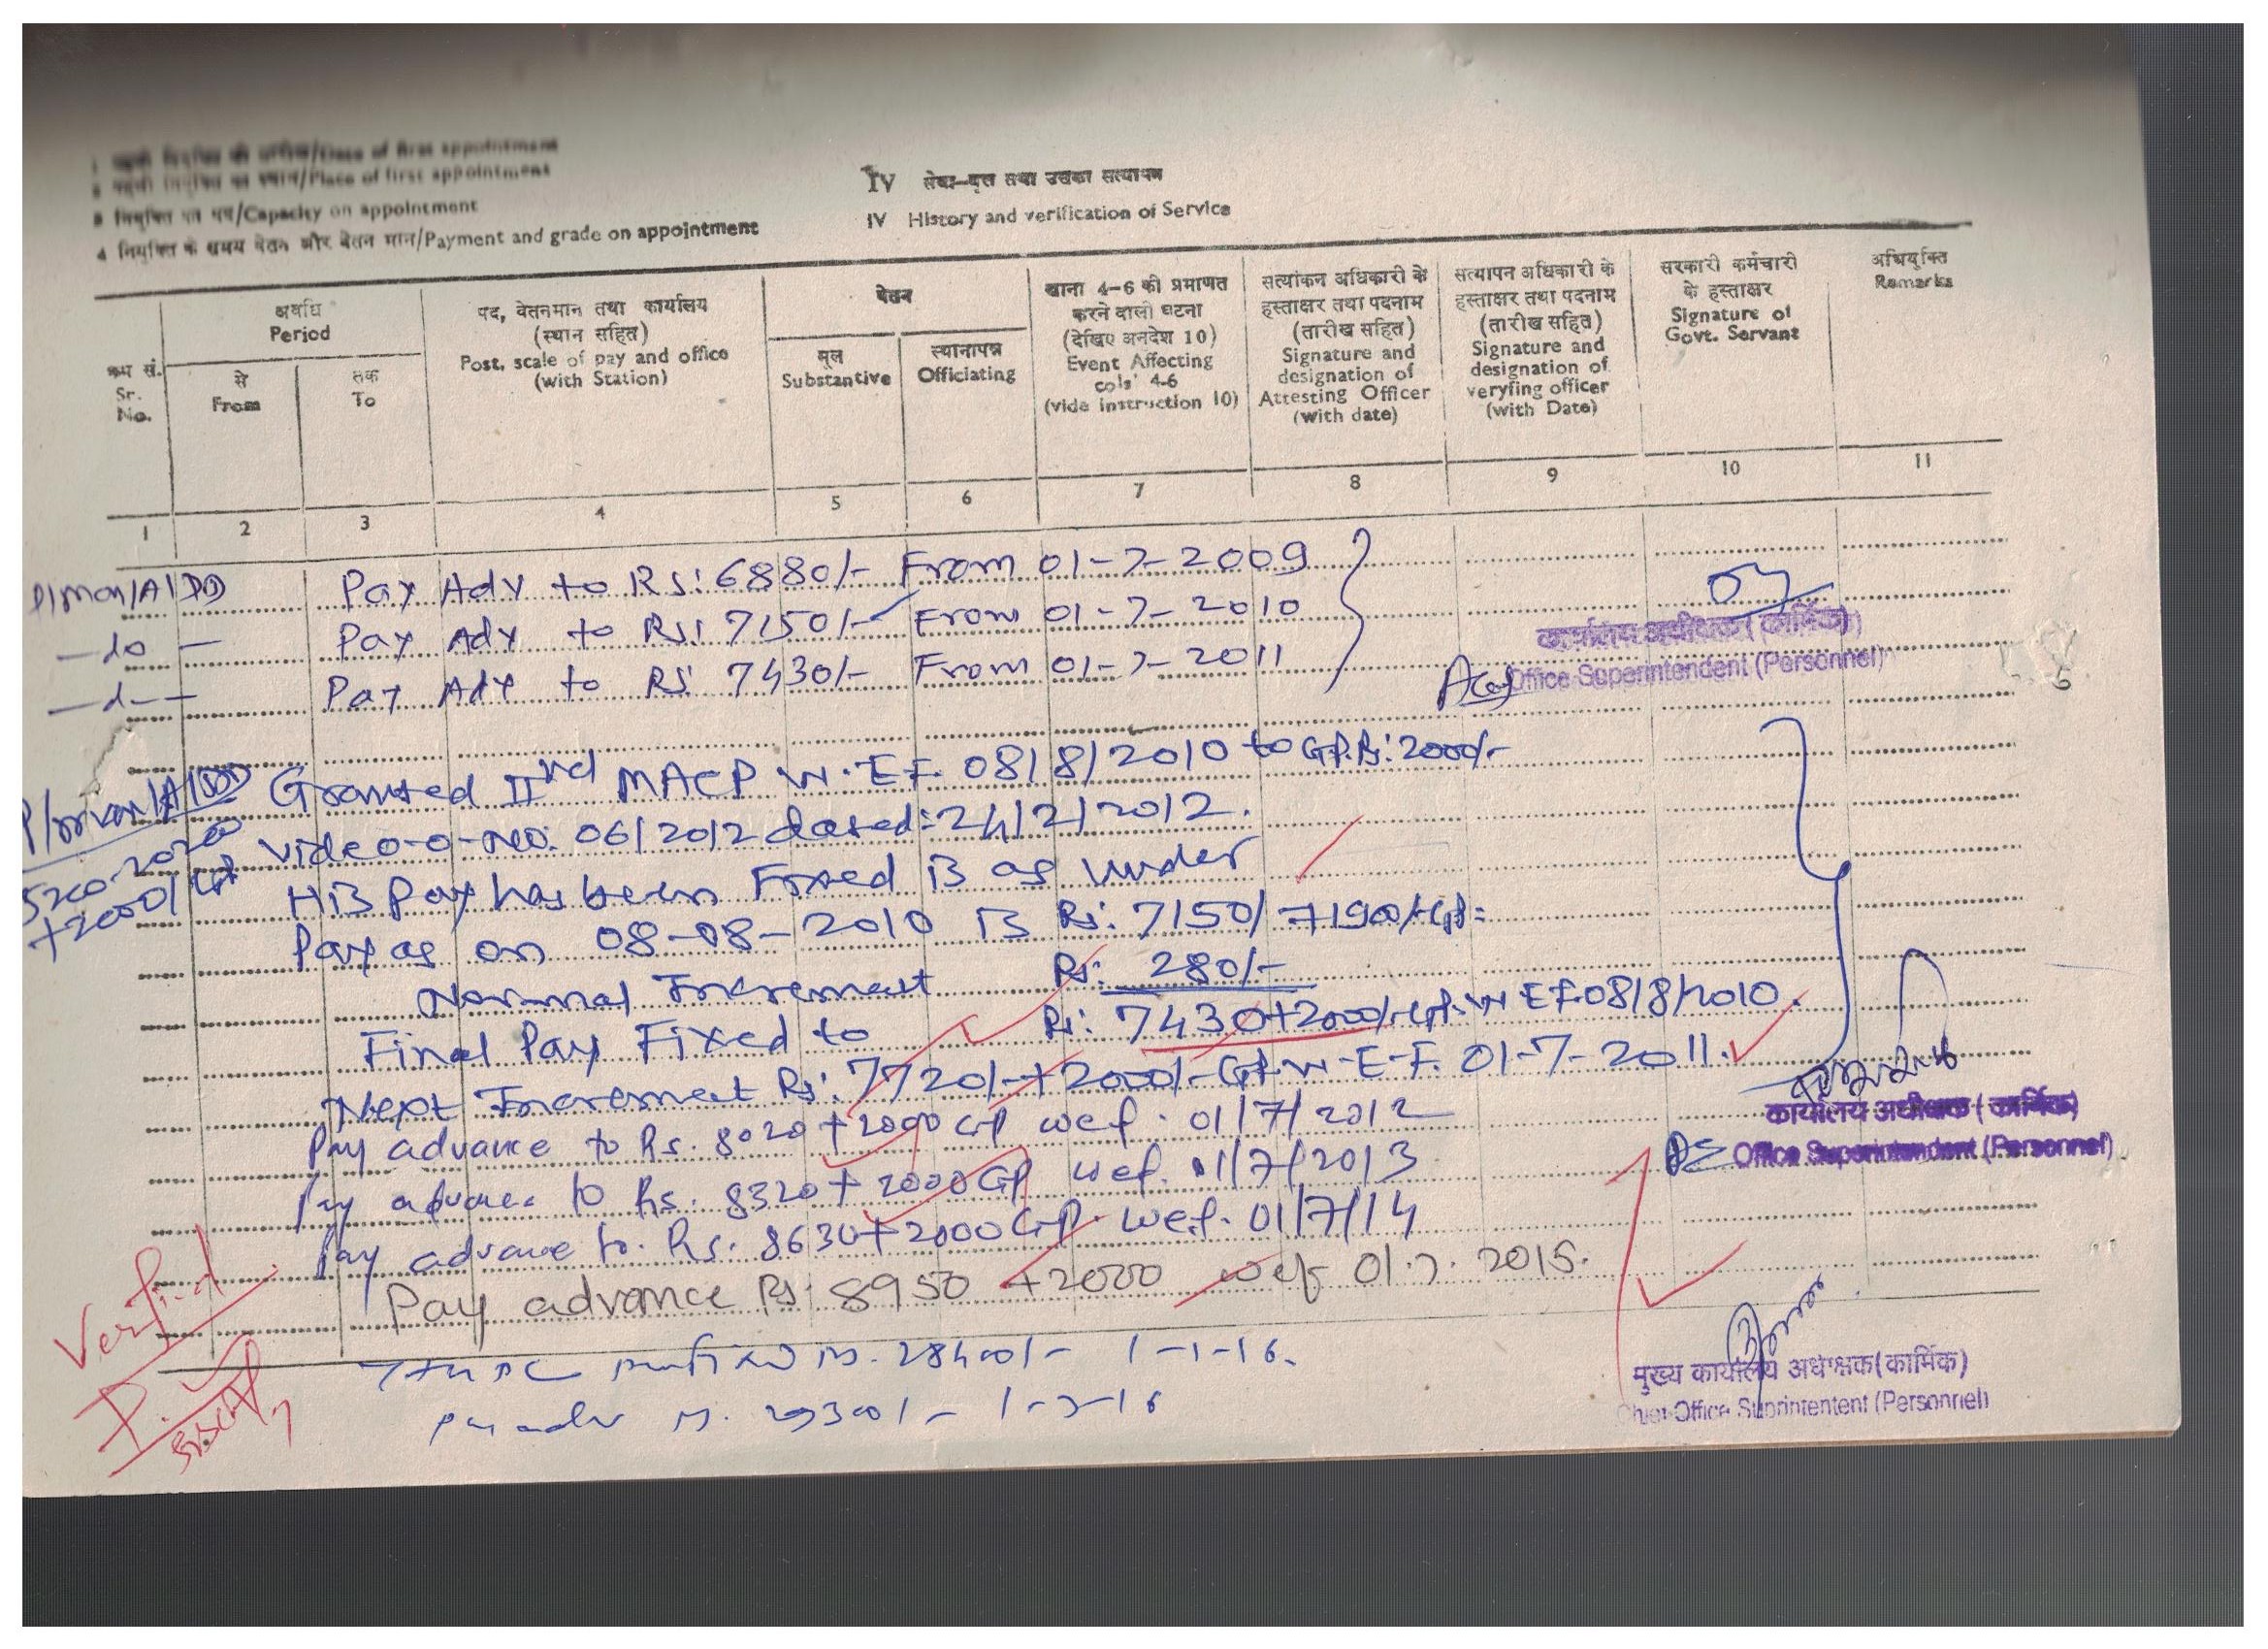 पहली नियुक्ति की तारीख/Place of first appointment
पहली नियुक्ति का स्थान/Place of first appointment
3 नियुक्ति का पद/Capacity on appointment
4 नियुक्ति के समय वेतन और वेतन मान/Payment and grade on appointment
IV सेवा-वृत्त तथा उसका सत्यापन
IV History and verification of Service
क्रम सं.
Sr.
No.
अवधि
Period
से
From
तक
To
पद, वेतनमान तथा कार्यालय
(स्थान सहित)
Post, scale of pay and office
(with Station)
वेतन
मूल
Substantive
स्थानापन्न
Officiating
खाना 4-6 की प्रमाणत
करने वाली घटना
(देखिए अनदेश 10)
Event Affecting
cols' 4-6
(vide instruction 10)
सत्यांकन अधिकारी के
हस्ताक्षर तथा पदनाम
(तारीख सहित)
Signature and
designation of
Attesting Officer
(with date)
सत्यापन अधिकारी के
हस्ताक्षर तथा पदनाम
(तारीख सहित)
Signature and
designation of
veryfing officer
(with Date)
सरकारी कर्मचारी
के हस्ताक्षर
Signature of
Govt. Servant
अभियुक्ति
Remarks
1 2 3 4 5 6 7 8 9 10 11
P/man/A/DD Pay Adv to Rs: 6880/- From 01-7-2009
-do- Pay Adv to Rs: 7150/- From 01-7-2010
-d-- Pay Adv to Rs: 7430/- From 01-7-2011
कार्यालय अधीक्षक (कार्मिक)
Office Superintendent (Personnel)
Granted IInd MACP W.E.F. 08/8/2010 to GP.Rs: 2000/-
P/man/A/DD
5200-20200
+2000/GP
vide o-o-No. 06/2012 dated: 24/2/2012.
His Pay has been Fixed is as under
Pay as on 08-08-2010 is Rs: 7150/ +1900/-GP=
Normal Increment Rs: 280/-
Final Pay Fixed to Rs: 7430+2000/-GP.W.E.F.08/8/2010.
Next Increment Rs: 7720/-+2000/-GP.W-E-F. 01-7-2011.
Pay advance to Rs. 8020+2000 GP wef. 01/7/2012
Pay advance to Rs. 8320+2000 GP wef. 01/7/2013
Pay advance to Rs. 8630+2000 GP. wef. 01/7/14
Pay advance Rs. 8950 +2000 wef 01.7.2015.
कार्यालय अधीक्षक (कार्मिक)
Office Superintendent (Personnel)
7th PC Rs. 28400/- 1-1-16.
Pay adv Rs. 29300/- 1-7-16
Verified
मुख्य कार्यालय अधीक्षक(कार्मिक)
Chief Office Suprintentent (Personnel)